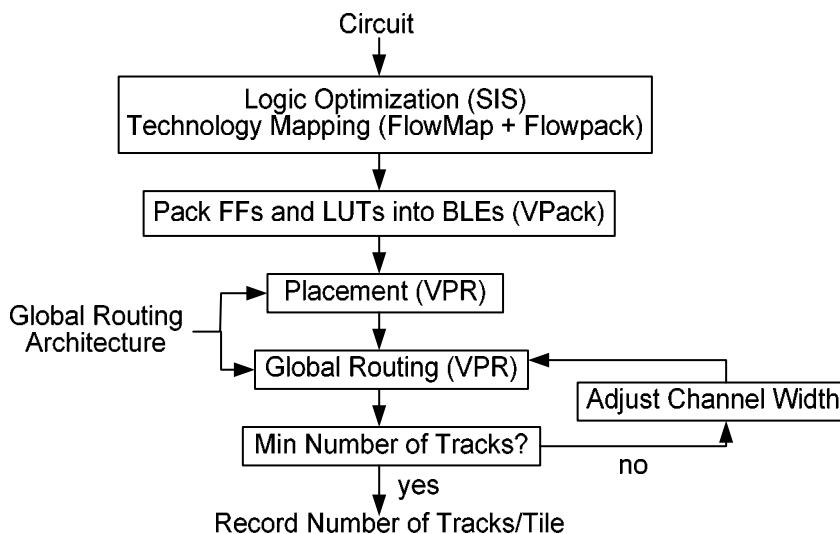 Circuit
Logic Optimization (SIS)
Technology Mapping (FlowMap + Flowpack)
Pack FFs and LUTs into BLEs (VPack)
Placement (VPR)
Global Routing
Architecture
Global Routing (VPR)
Adjust Channel Width
Min Number of Tracks?
no
yes
Record Number of Tracks/Tile